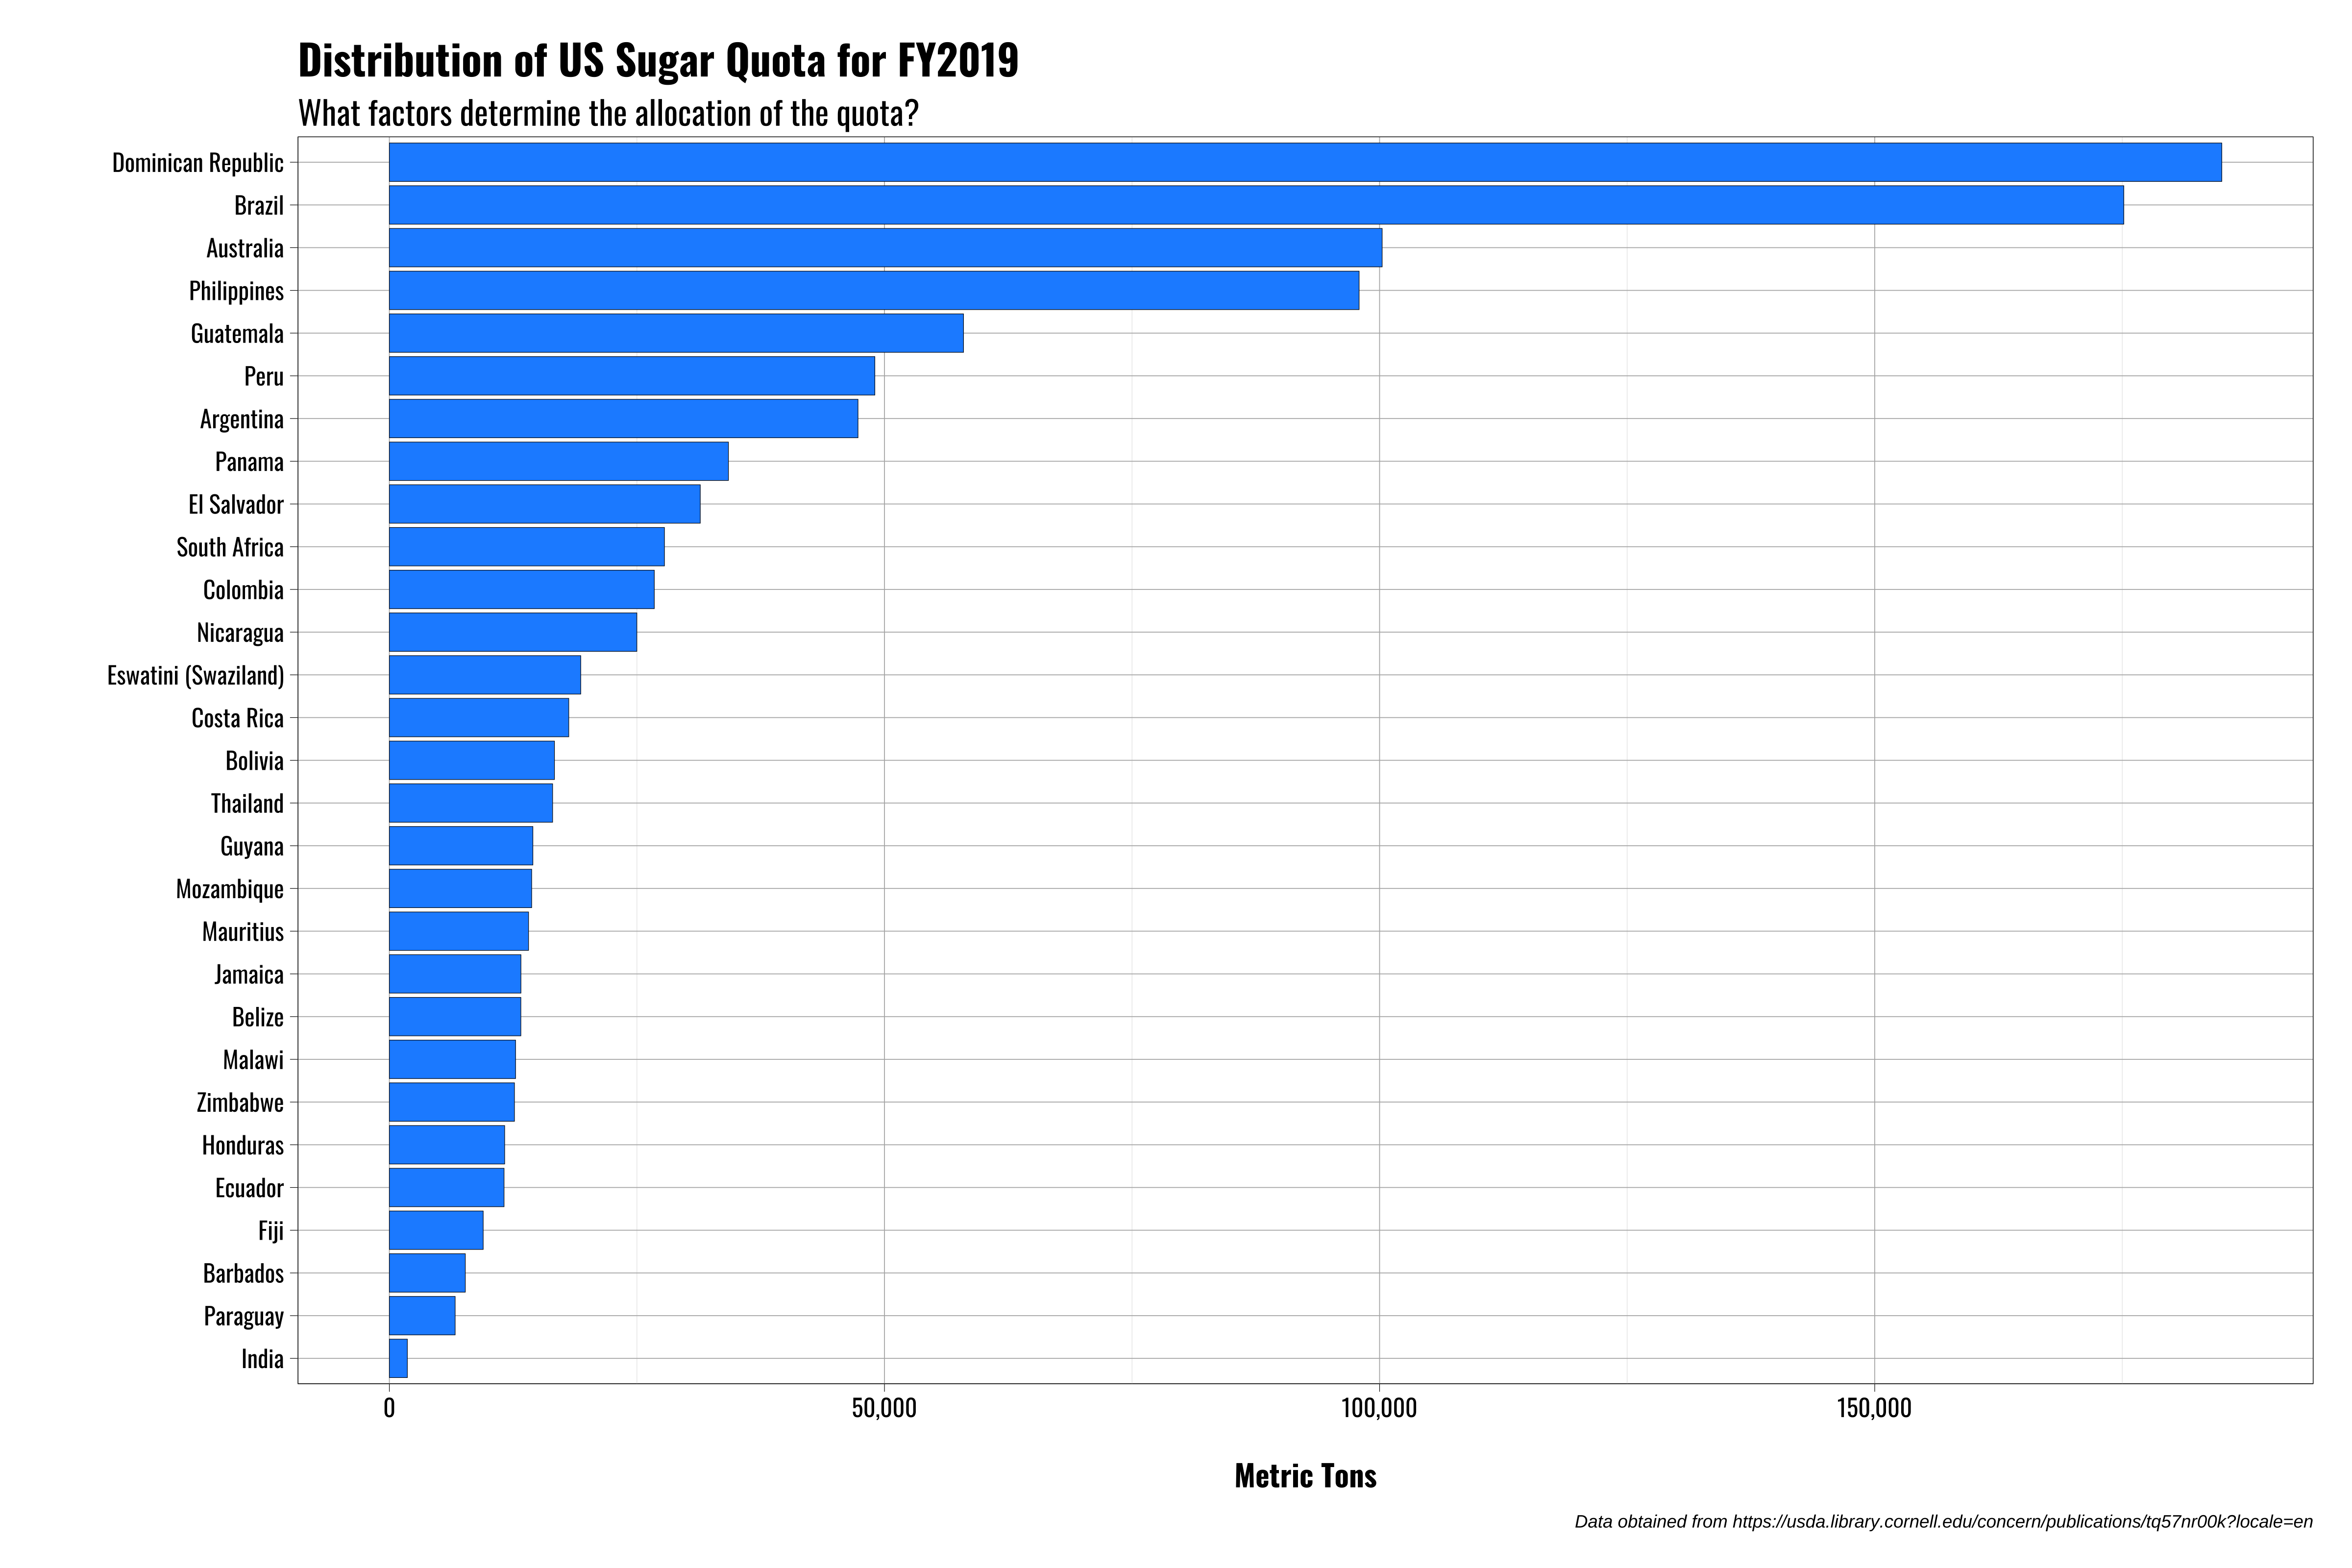 Distribution of US Sugar Quota for FY2019
What factors determine the allocation of the quota?
Dominican Republic
Brazil
Australia
Philippines
Guatemala
Peru
Argentina
Panama
El Salvador
South Africa
Colombia
Nicaragua
Eswatini (Swaziland)
Costa Rica
Bolivia
Thailand
Guyana
Mozambique
Mauritius
Jamaica
Belize
Malawi
Zimbabwe
Honduras
Ecuador
Fiji
Barbados
Paraguay
India
0 50,000 100,000 150,000
Metric Tons
Data obtained from https://usda.library.cornell.edu/concern/publications/tq57nr00k?locale=en